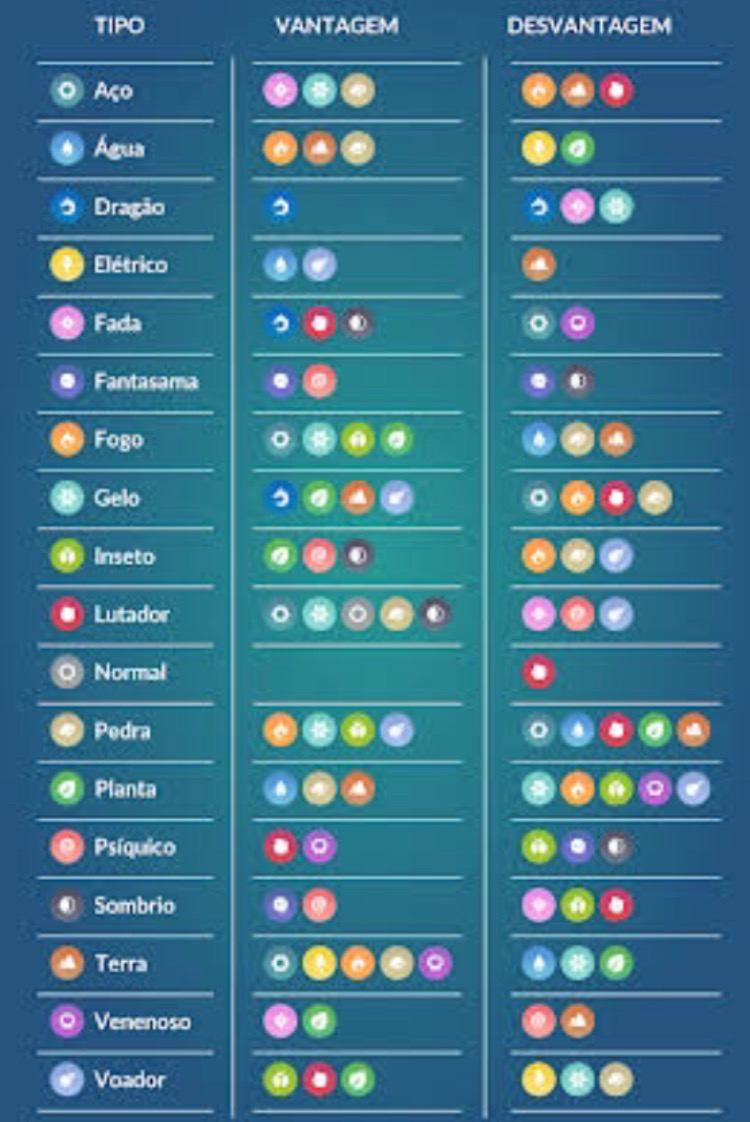 TIPO VANTAGEM DESVANTAGEM
Aço
Água
Dragão
Elétrico
Fada
Fantasama
Fogo
Gelo
Inseto
Lutador
Normal
Pedra
Planta
Psíquico
Sombrio
Terra
Venenoso
Voador